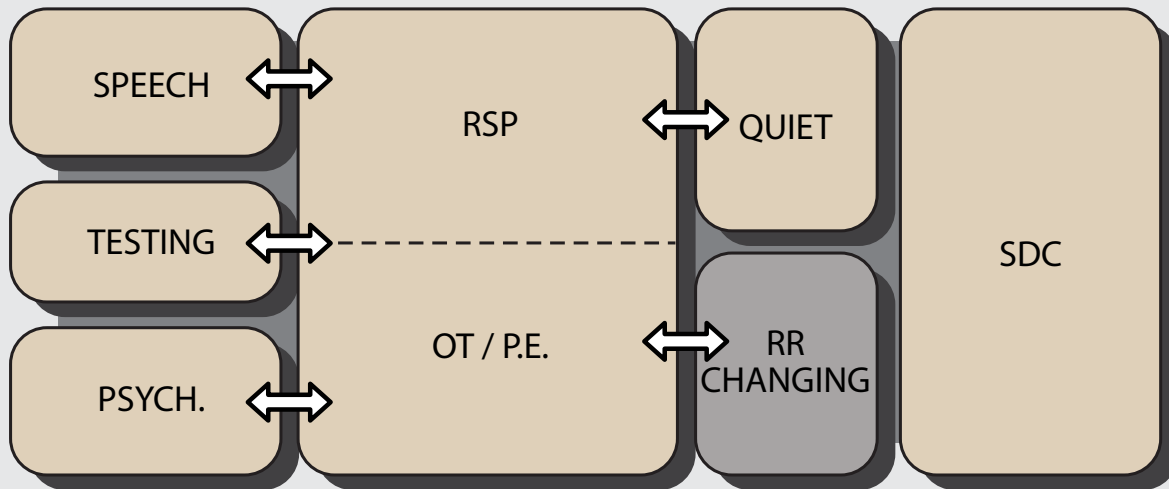 SPEECH
RSP
QUIET
TESTING
SDC
OT / P.E.
RR
CHANGING
PSYCH.